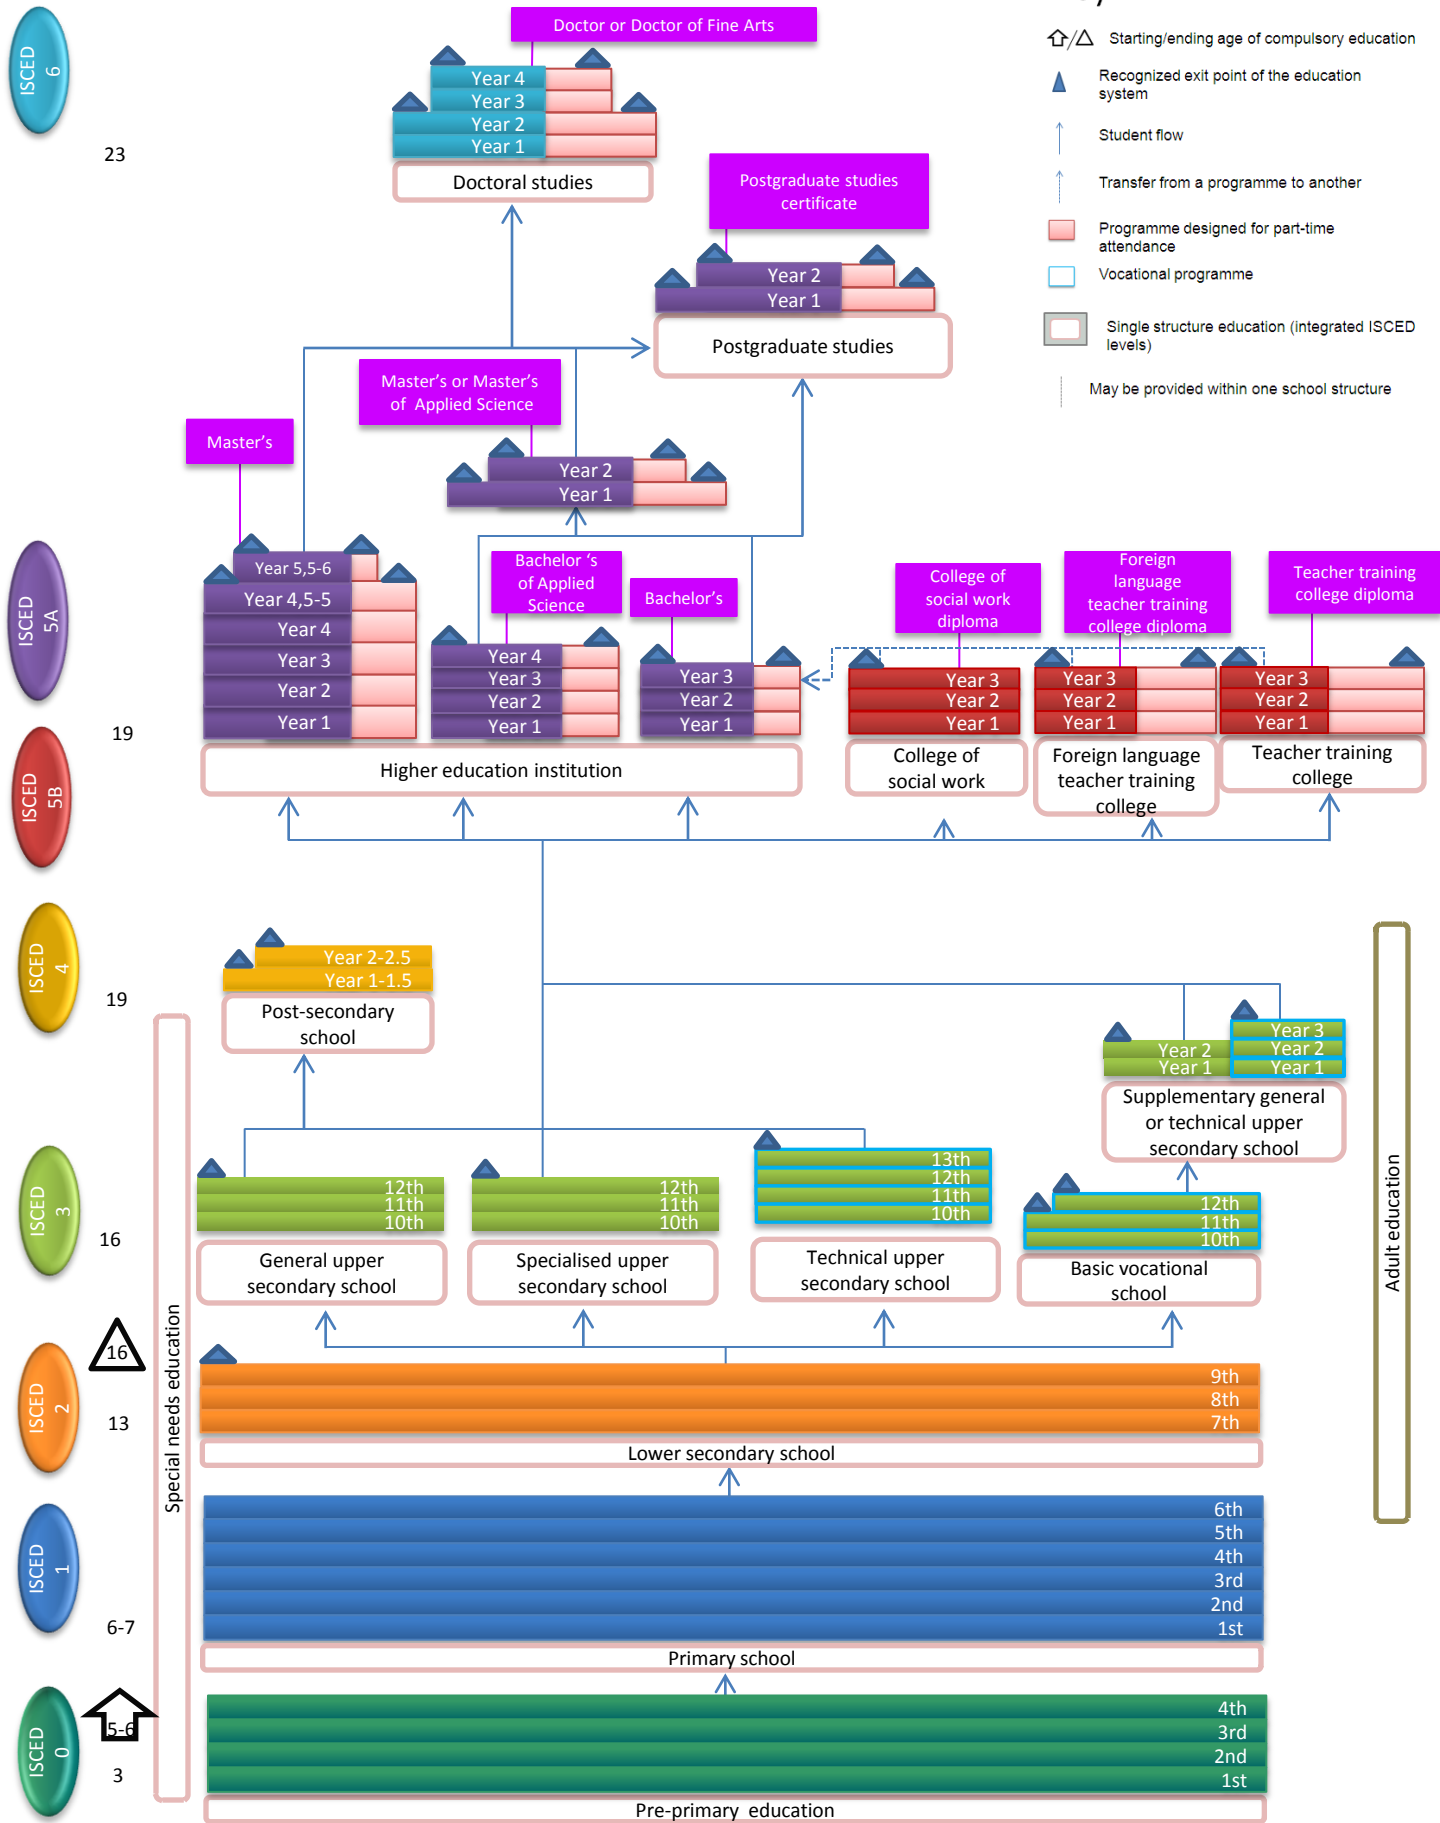 ISCED
6
23
Doctor or Doctor of Fine Arts
Year 4
Year 3
Year 2
Year 1
Doctoral studies
Postgraduate studies
certificate
Year 2
Year 1
Postgraduate studies
Starting/ending age of compulsory education
Recognized exit point of the education
system
Student flow
Transfer from a programme to another
Programme designed for part-time
attendance
Vocational programme
Single structure education (integrated ISCED
levels)
May be provided within one school structure
Master's or Master's
of Applied Science
Master's
Year 2
Year 1
ISCED
5A
Year 5,5-6
Year 4,5-5
Year 4
Year 3
Year 2
Year 1
Bachelor 's
of Applied
Science
Year 4
Year 3
Year 2
Year 1
Bachelor's
Year 3
Year 2
Year 1
College of
social work
diploma
Year 3
Year 2
Year 1
Foreign
language
teacher training
college diploma
Year 3
Year 2
Year 1
Teacher training
college diploma
Year 3
Year 2
Year 1
19
ISCED
5B
Higher education institution
College of
social work
Foreign language
teacher training
college
Teacher training
college
ISCED
4
19
Year 2-2.5
Year 1-1.5
Post-secondary
school
Year 2
Year 1
Year 3
Year 2
Year 1
Supplementary general
or technical upper
secondary school
Adult education
ISCED
3
16
12th
11th
10th
General upper
secondary school
12th
11th
10th
Specialised upper
secondary school
13th
12th
11th
10th
Technical upper
secondary school
12th
11th
10th
Basic vocational
school
Special needs education
16
ISCED
2
13
9th
8th
7th
Lower secondary school
ISCED
1
6-7
6th
5th
4th
3rd
2nd
1st
Primary school
ISCED
0
5-6
3
4th
3rd
2nd
1st
Pre-primary education